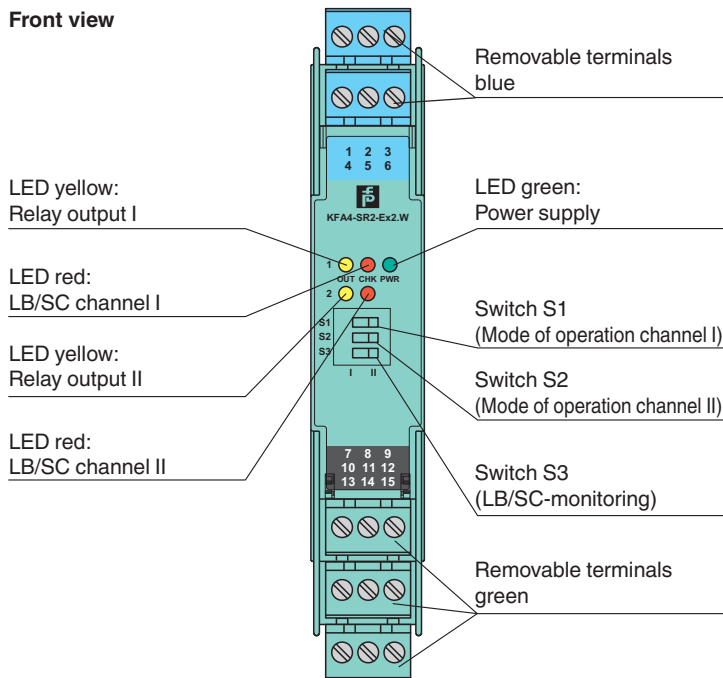 Front view
Removable terminals
blue
1 2 3
4 5 6
LED yellow:
Relay output I
LED green:
Power supply
KFA4-SR2-Ex2.W
1
OUT CHK PWR
2
LED red:
LB/SC channel I
S1
S2
S3
I II
Switch S1
(Mode of operation channel I)
LED yellow:
Relay output II
Switch S2
(Mode of operation channel II)
LED red:
LB/SC channel II
7 8 9
10 11 12
13 14 15
Switch S3
(LB/SC-monitoring)
Removable terminals
green